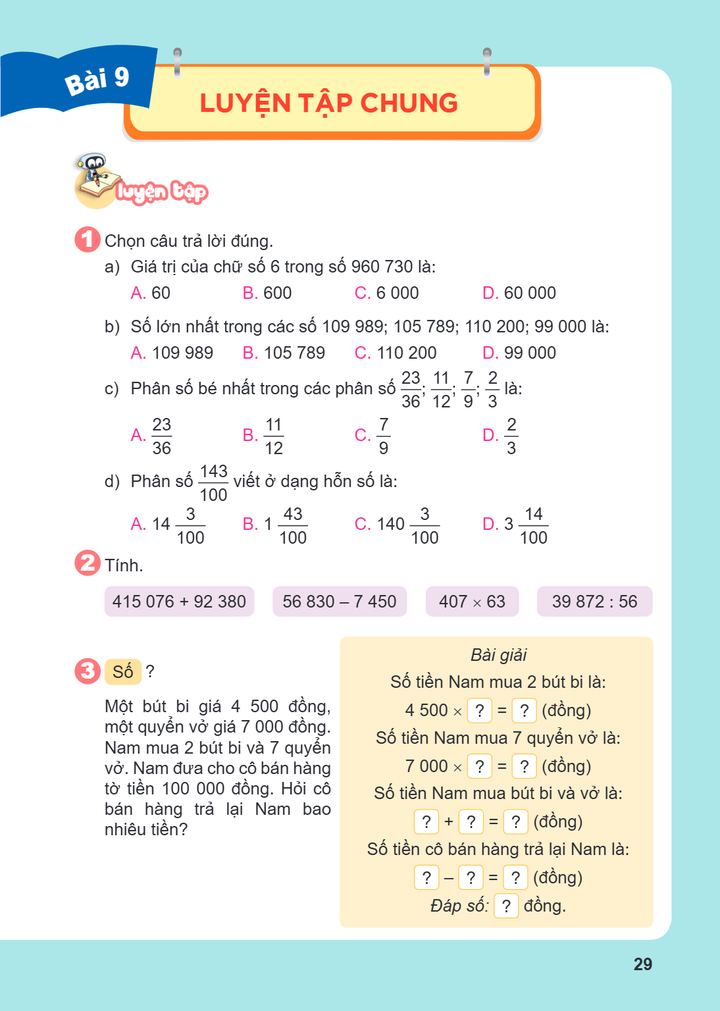 Bài 9
LUYỆN TẬP CHUNG
luyện tập
1 Chọn câu trả lời đúng.
a) Giá trị của chữ số 6 trong số 960 730 là:
A. 60 B. 600 C. 6 000 D. 60 000
b) Số lớn nhất trong các số 109 989; 105 789; 110 200; 99 000 là:
A. 109 989 B. 105 789 C. 110 200 D. 99 000
c) Phân số bé nhất trong các phân số 23/36; 11/12; 7/9; 2/3 là:
A. 23/36 B. 11/12 C. 7/9 D. 2/3
d) Phân số 143/100 viết ở dạng hỗn số là:
A. 14 3/100 B. 1 43/100 C. 140 3/100 D. 3 14/100
2 Tính.
415 076 + 92 380 56 830 – 7 450 407 × 63 39 872 : 56
3 Số ?
Một bút bi giá 4 500 đồng,
một quyển vở giá 7 000 đồng.
Nam mua 2 bút bi và 7 quyển
vở. Nam đưa cho cô bán hàng
tờ tiền 100 000 đồng. Hỏi cô
bán hàng trả lại Nam bao
nhiêu tiền?
Bài giải
Số tiền Nam mua 2 bút bi là:
4 500 × ? = ? (đồng)
Số tiền Nam mua 7 quyển vở là:
7 000 × ? = ? (đồng)
Số tiền Nam mua bút bi và vở là:
? + ? = ? (đồng)
Số tiền cô bán hàng trả lại Nam là:
? – ? = ? (đồng)
Đáp số: ? đồng.
29